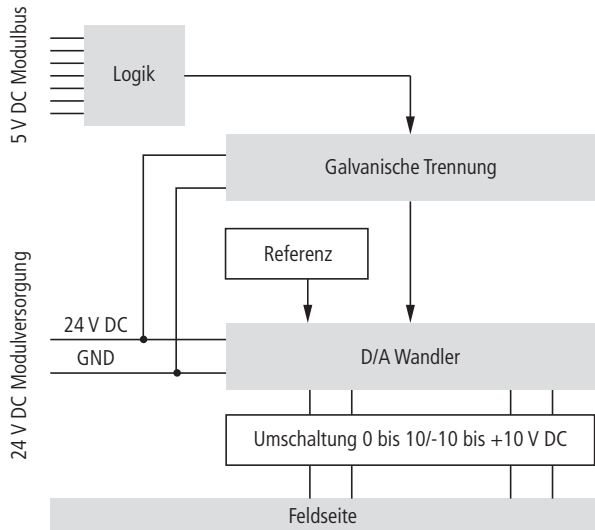 5 V DC Modulbus
Logik
Galvanische Trennung
Referenz
24 V DC Modulversorgung
24 V DC
GND
D/A Wandler
Umschaltung 0 bis 10/-10 bis +10 V DC
Feldseite